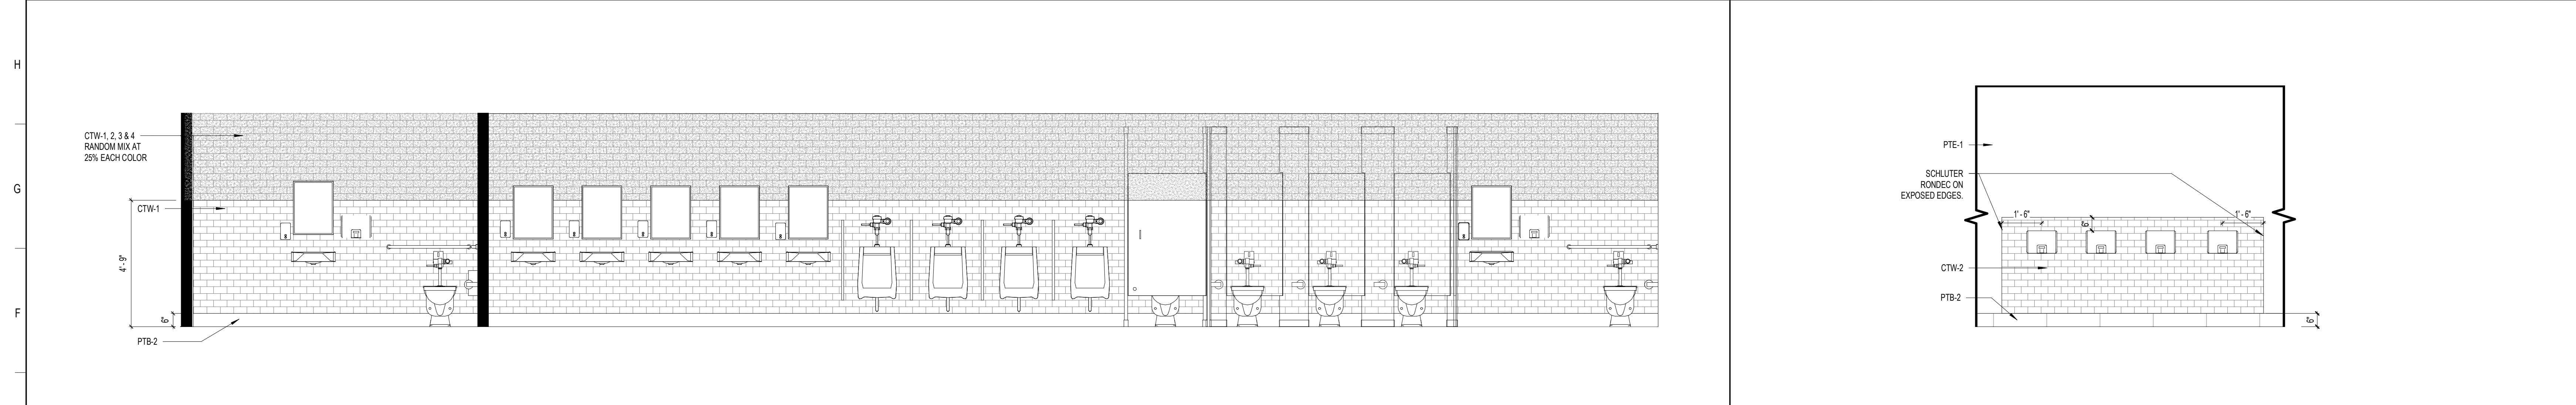 H
G
F
CTW-1, 2, 3 & 4
RANDOM MIX AT
25% EACH COLOR
CTW-1
4' - 9"
6"
PTB-2
PTE-1
SCHLUTER
RONDEC ON
EXPOSED EDGES.
1' - 6"
6"
1' - 6"
CTW-2
PTB-2
6"